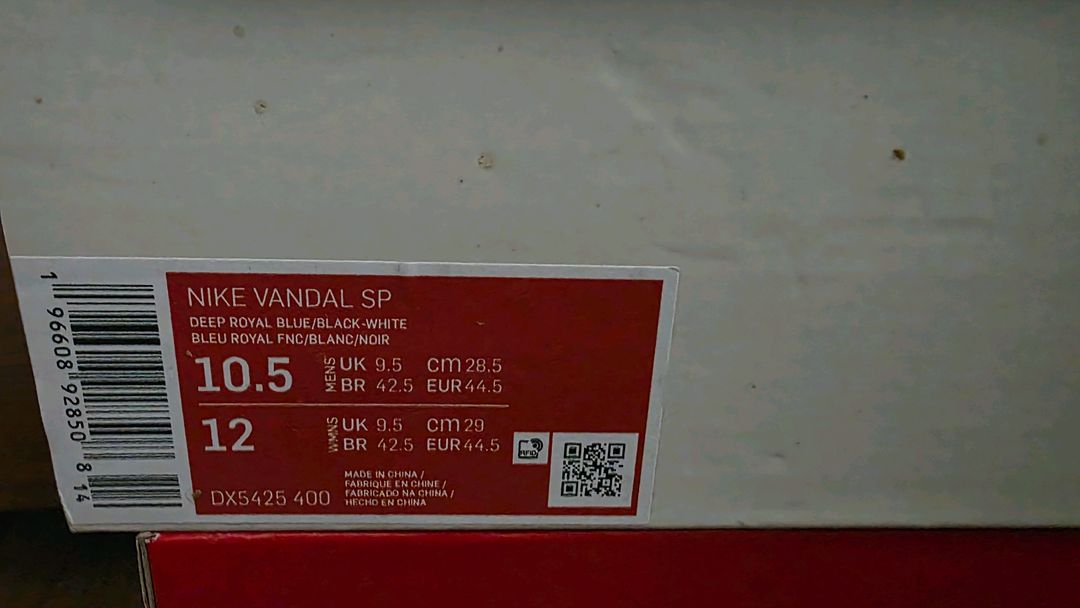 NIKE VANDAL SP
DEEP ROYAL BLUE/BLACK-WHITE
BLEU ROYAL FNC/BLANC/NOIR
10.5 MENS UK 9.5 cm 28.5
BR 42.5 EUR 44.5
12 WMNS UK 9.5 cm 29
BR 42.5 EUR 44.5
RFID
MADE IN CHINA /
FABRIQUE EN CHINE /
FABRICADO NA CHINA /
HECHO EN CHINA
DX5425 400
1 96608 92850 8 14